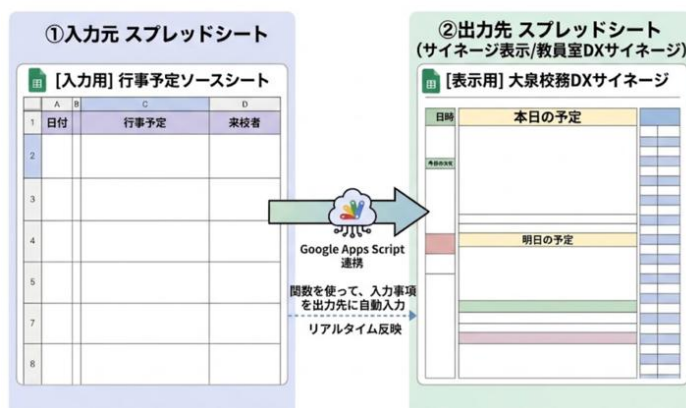 ①入力元 スプレッドシート
[入力用] 行事予定ソースシート
A B C D
1 日付 行事予定 来校者
2
3
4
5
7
8
Google Apps Script
連携
関数を使って、入力事項
を出力先に自動入力
リアルタイム反映
②出力先 スプレッドシート
(サイネージ表示/教員室DXサイネージ)
[表示用] 大泉校務DXサイネージ
日時 本日の予定
明日の予定